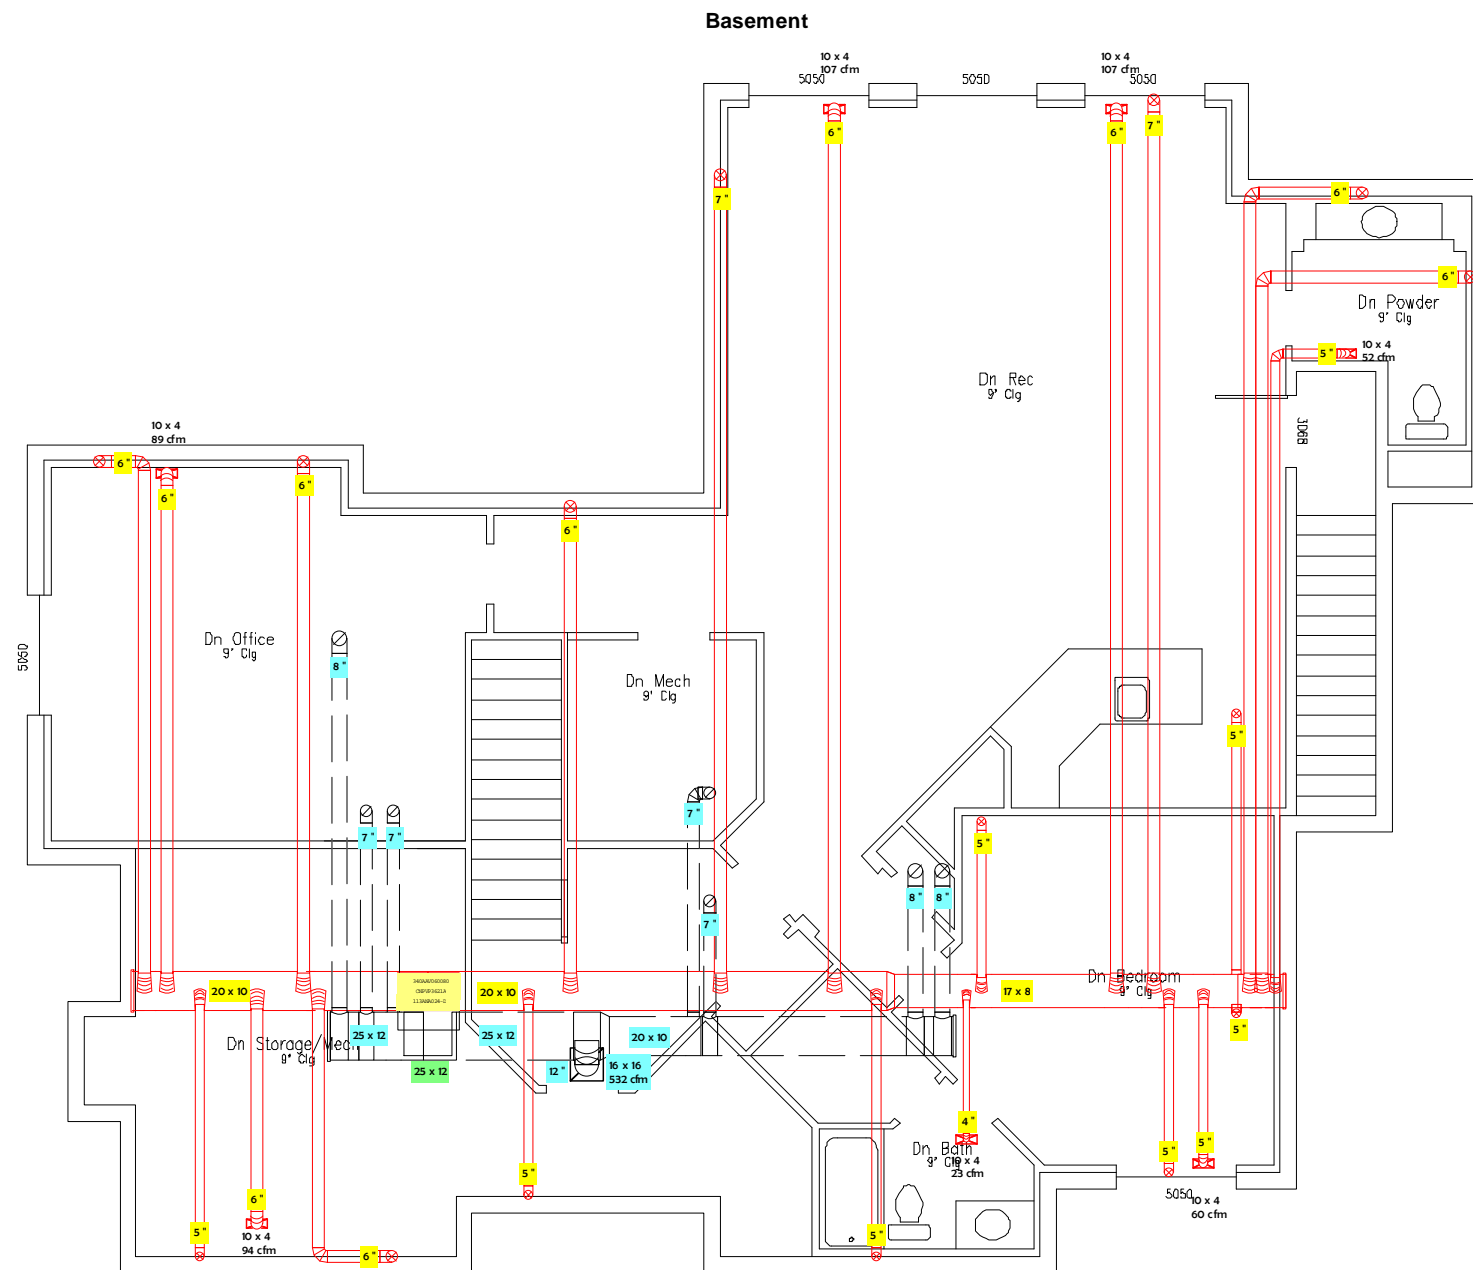 Basement
10 x 4
107 cfm
10 x 4
107 cfm
5050
5050
5050
6 "
6 "
7 "
7 "
6 "
6 "
Dn Powder
9' Clg
5 "
10 x 4
52 cfm
Dn Rec
9' Clg
3068
10 x 4
89 cfm
6 "
6 "
6 "
6 "
5050
Dn Office
9' Clg
8 "
Dn Mech
9' Clg
5 "
7 "
7 "
7 "
5 "
8 "
8 "
7 "
Dn Bedroom
9' Clg
20 x 10
20 x 10
17 x 8
5 "
25 x 12
25 x 12
20 x 10
Dn Storage/Mech
9' Clg
25 x 12
12 "
16 x 16
532 cfm
4 "
Dn Bath
9' Clg
10 x 4
23 cfm
5 "
5 "
5 "
5050
10 x 4
60 cfm
6 "
5 "
10 x 4
94 cfm
6 "
5 "